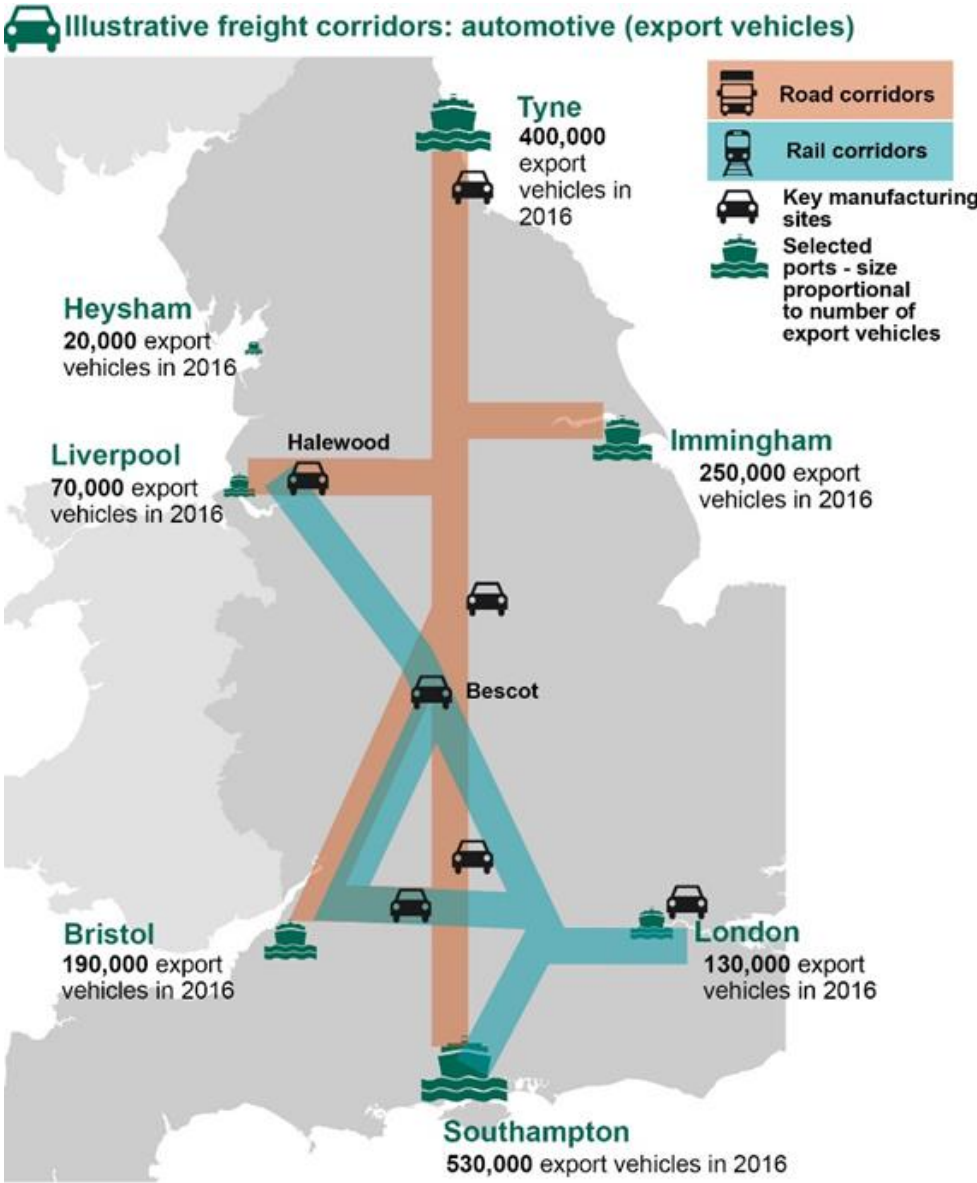 Illustrative freight corridors: automotive (export vehicles)
Road corridors
Rail corridors
Key manufacturing
sites
Selected
ports - size
proportional
to number of
export vehicles
Tyne
400,000
export
vehicles in
2016
Heysham
20,000 export
vehicles in 2016
Halewood
Liverpool
70,000 export
vehicles in 2016
Immingham
250,000 export
vehicles in 2016
Bescot
Bristol
190,000 export
vehicles in 2016
London
130,000 export
vehicles in 2016
Southampton
530,000 export vehicles in 2016